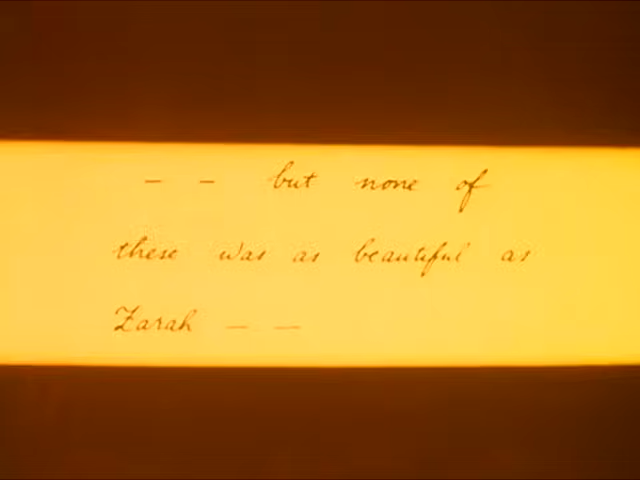 — — but none of
these was as beautiful as
Zarah — —